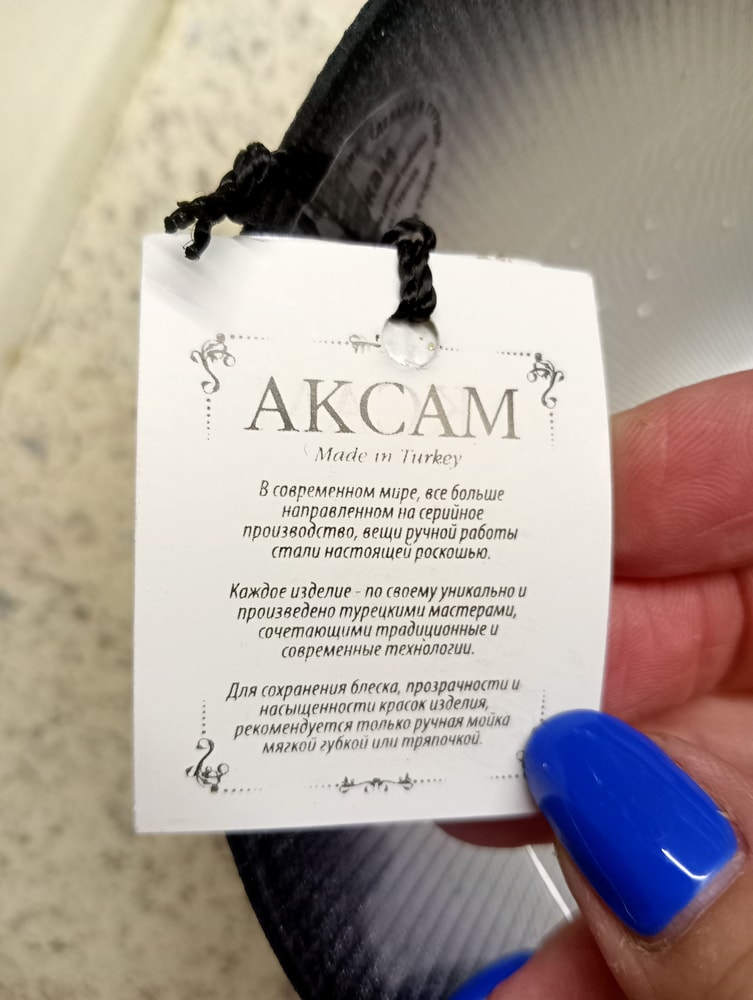 АКСАМ
Made in Turkey
В современном мире, все больше
направленном на серийное
производство, вещи ручной работы
стали настоящей роскошью.
Каждое изделие - по своему уникально и
произведено турецкими мастерами,
сочетающими традиционные и
современные технологии.
Для сохранения блеска, прозрачности и
насыщенности красок изделия,
рекомендуется только ручная мойка
мягкой губкой или тряпочкой.